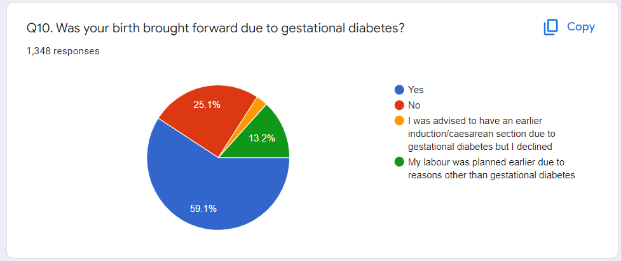 Q10. Was your birth brought forward due to gestational diabetes?
Copy
1,348 responses
25.1%
13.2%
59.1%
Yes
No
I was advised to have an earlier
induction/caesarean section due to
gestational diabetes but I declined
My labour was planned earlier due to
reasons other than gestational diabetes